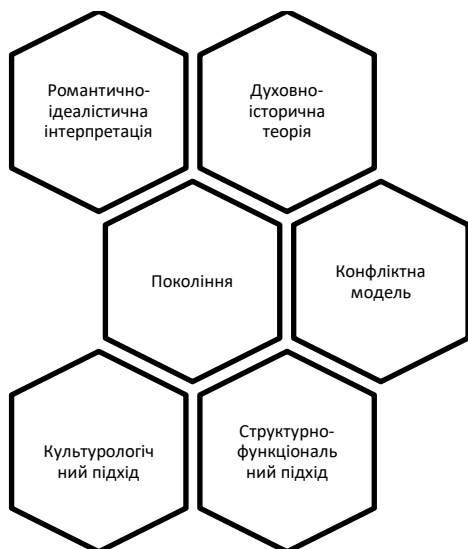 Романтично-
ідеалістична
інтерпретація
Духовно-
історична
теорія
Покоління
Конфліктна
модель
Культурологіч
ний підхід
Структурно-
функціональ
ний підхід